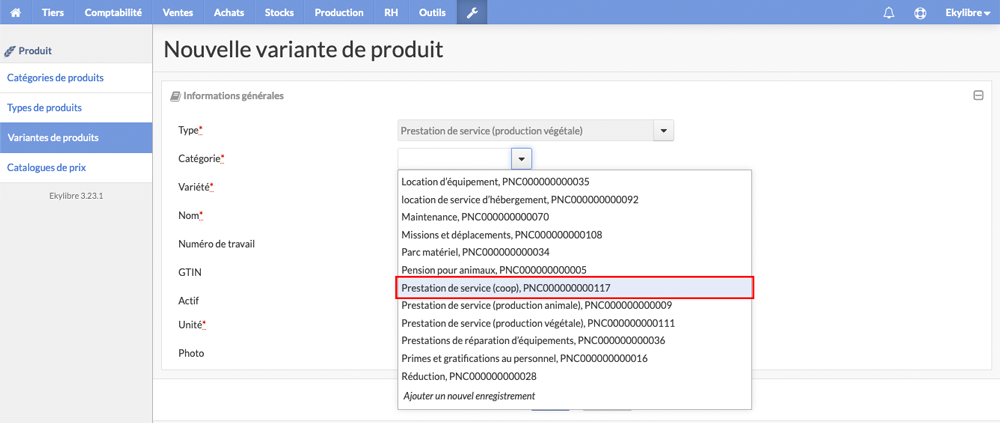 Tiers Comptabilité Ventes Achats Stocks Production RH Outils Ekylibre
Produit
Catégories de produits
Types de produits
Variantes de produits
Catalogues de prix
Ekylibre 3.23.1
Nouvelle variante de produit
Informations générales
Type* Prestation de service (production végétale)
Catégorie*
Variété*
Nom*
Numéro de travail
GTIN
Actif
Unité*
Photo
Location d’équipement, PNC000000000035
location de service d’hébergement, PNC000000000092
Maintenance, PNC000000000070
Missions et déplacements, PNC000000000108
Parc matériel, PNC000000000034
Pension pour animaux, PNC000000000005
Prestation de service (coop), PNC000000000117
Prestation de service (production animale), PNC000000000009
Prestation de service (production végétale), PNC000000000111
Prestations de réparation d’équipements, PNC000000000036
Primes et gratifications au personnel, PNC000000000016
Réduction, PNC000000000028
Ajouter un nouvel enregistrement